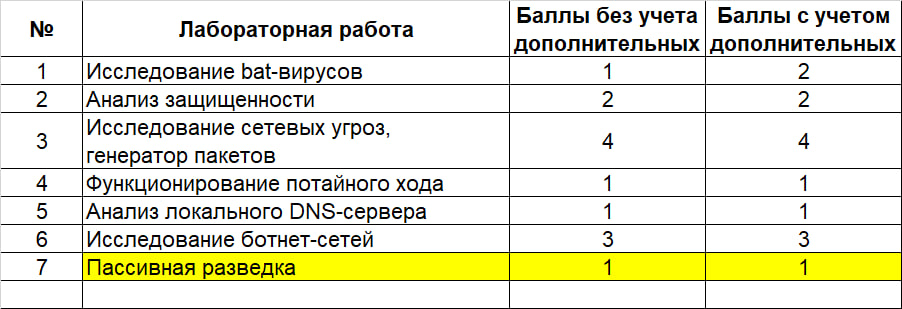 № Лабораторная работа Баллы без учета дополнительных Баллы с учетом дополнительных
1 Исследование bat-вирусов 1 2
2 Анализ защищенности 2 2
3 Исследование сетевых угроз,
генератор пакетов 4 4
4 Функционирование потайного хода 1 1
5 Анализ локального DNS-сервера 1 1
6 Исследование ботнет-сетей 3 3
7 Пассивная разведка 1 1